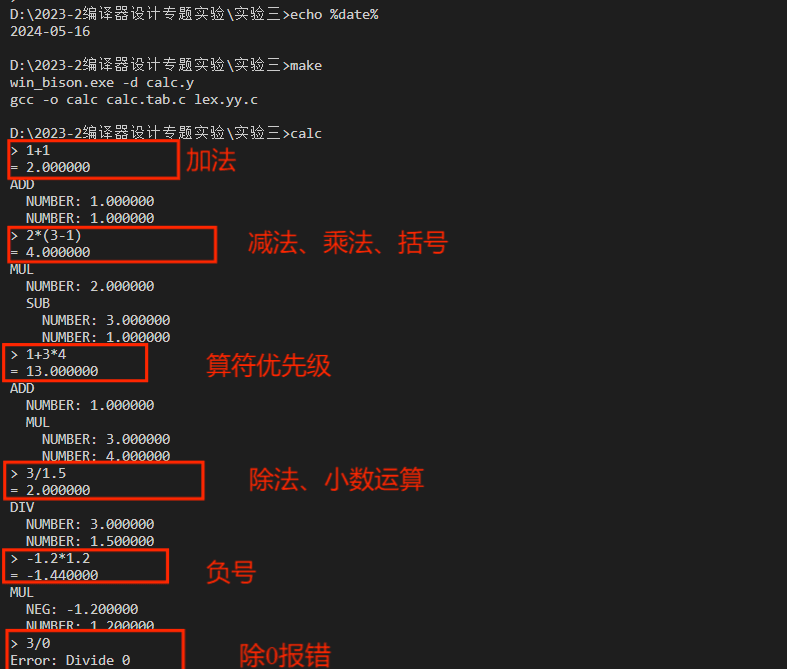 D:\2023-2编译器设计专题实验\实验三>echo %date%
2024-05-16
D:\2023-2编译器设计专题实验\实验三>make
win_bison.exe -d calc.y
gcc -o calc calc.tab.c lex.yy.c
D:\2023-2编译器设计专题实验\实验三>calc
> 1+1
= 2.000000
加法
ADD
NUMBER: 1.000000
NUMBER: 1.000000
> 2*(3-1)
= 4.000000
减法、乘法、括号
MUL
NUMBER: 2.000000
SUB
NUMBER: 3.000000
NUMBER: 1.000000
> 1+3*4
= 13.000000
算符优先级
ADD
NUMBER: 1.000000
MUL
NUMBER: 3.000000
NUMBER: 4.000000
> 3/1.5
= 2.000000
除法、小数运算
DIV
NUMBER: 3.000000
NUMBER: 1.500000
> -1.2*1.2
= -1.440000
负号
MUL
NEG: -1.200000
NUMBER: 1.200000
> 3/0
Error: Divide 0
除0报错